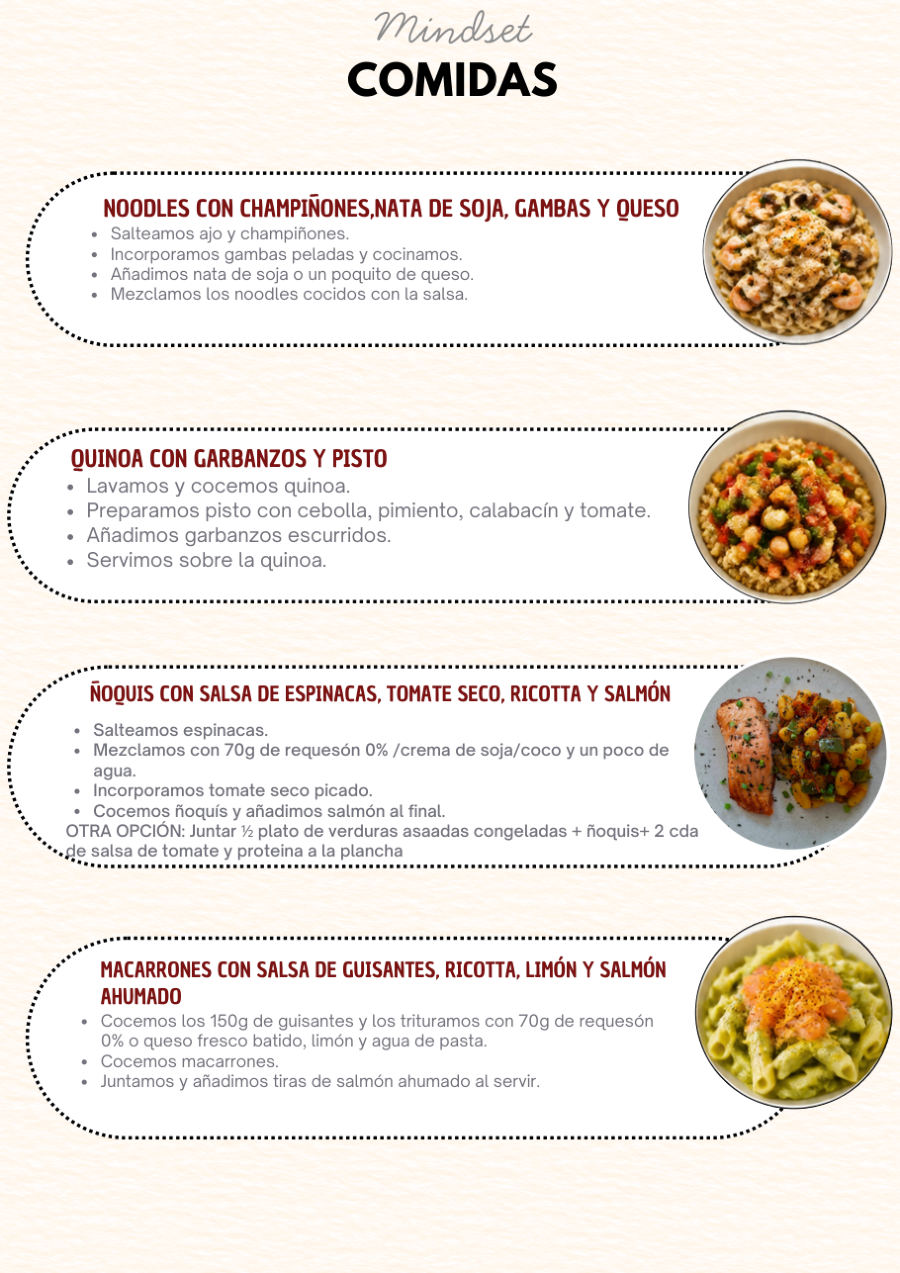 Mindset
COMIDAS
NOODLES CON CHAMPIÑONES,NATA DE SOJA, GAMBAS Y QUESO
• Salteamos ajo y champiñones.
• Incorporamos gambas peladas y cocinamos.
• Añadimos nata de soja o un poquito de queso.
• Mezclamos los noodles cocidos con la salsa.
QUINOA CON GARBANZOS Y PISTO
• Lavamos y cocemos quinoa.
• Preparamos pisto con cebolla, pimiento, calabacín y tomate.
• Añadimos garbanzos escurridos.
• Servimos sobre la quinoa.
ÑOQUIS CON SALSA DE ESPINACAS, TOMATE SECO, RICOTTA Y SALMÓN
• Salteamos espinacas.
• Mezclamos con 70g de requesón 0% /crema de soja/coco y un poco de
agua.
• Incorporamos tomate seco picado.
• Cocemos ñoquís y añadimos salmón al final.
OTRA OPCIÓN: Juntar ½ plato de verduras asaadas congeladas + ñoquis+ 2 cda
de salsa de tomate y proteina a la plancha
MACARRONES CON SALSA DE GUISANTES, RICOTTA, LIMÓN Y SALMÓN
AHUMADO
• Cocemos los 150g de guisantes y los trituramos con 70g de requesón
0% o queso fresco batido, limón y agua de pasta.
• Cocemos macarrones.
• Juntamos y añadimos tiras de salmón ahumado al servir.